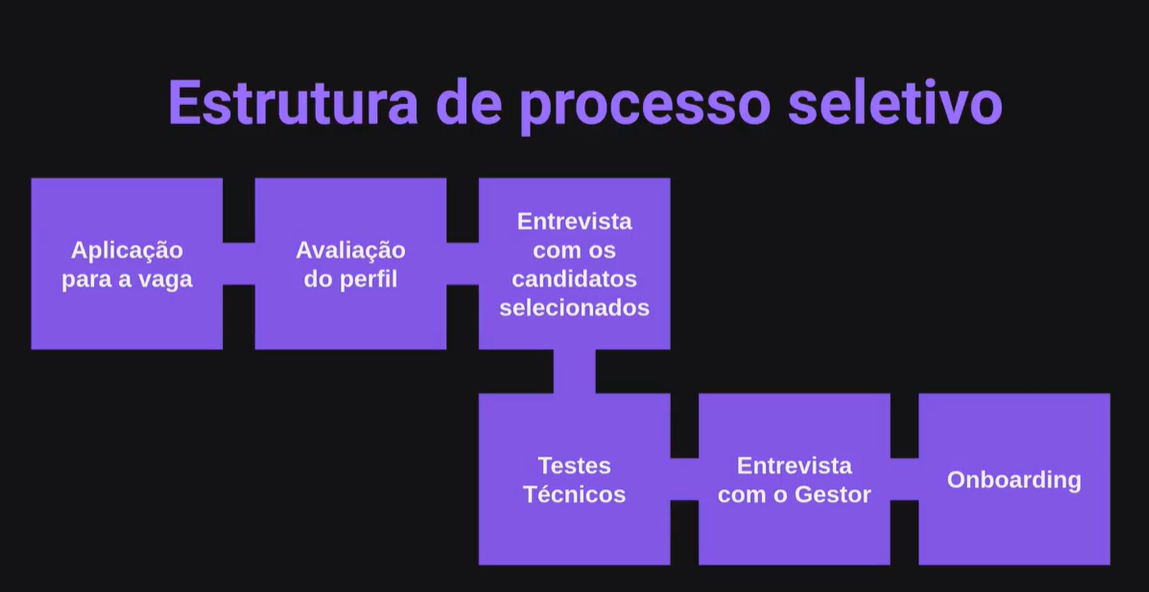 Estrutura de processo seletivo
Aplicação
para a vaga
Avaliação
do perfil
Entrevista
com os
candidatos
selecionados
Testes
Técnicos
Entrevista
com o Gestor
Onboarding